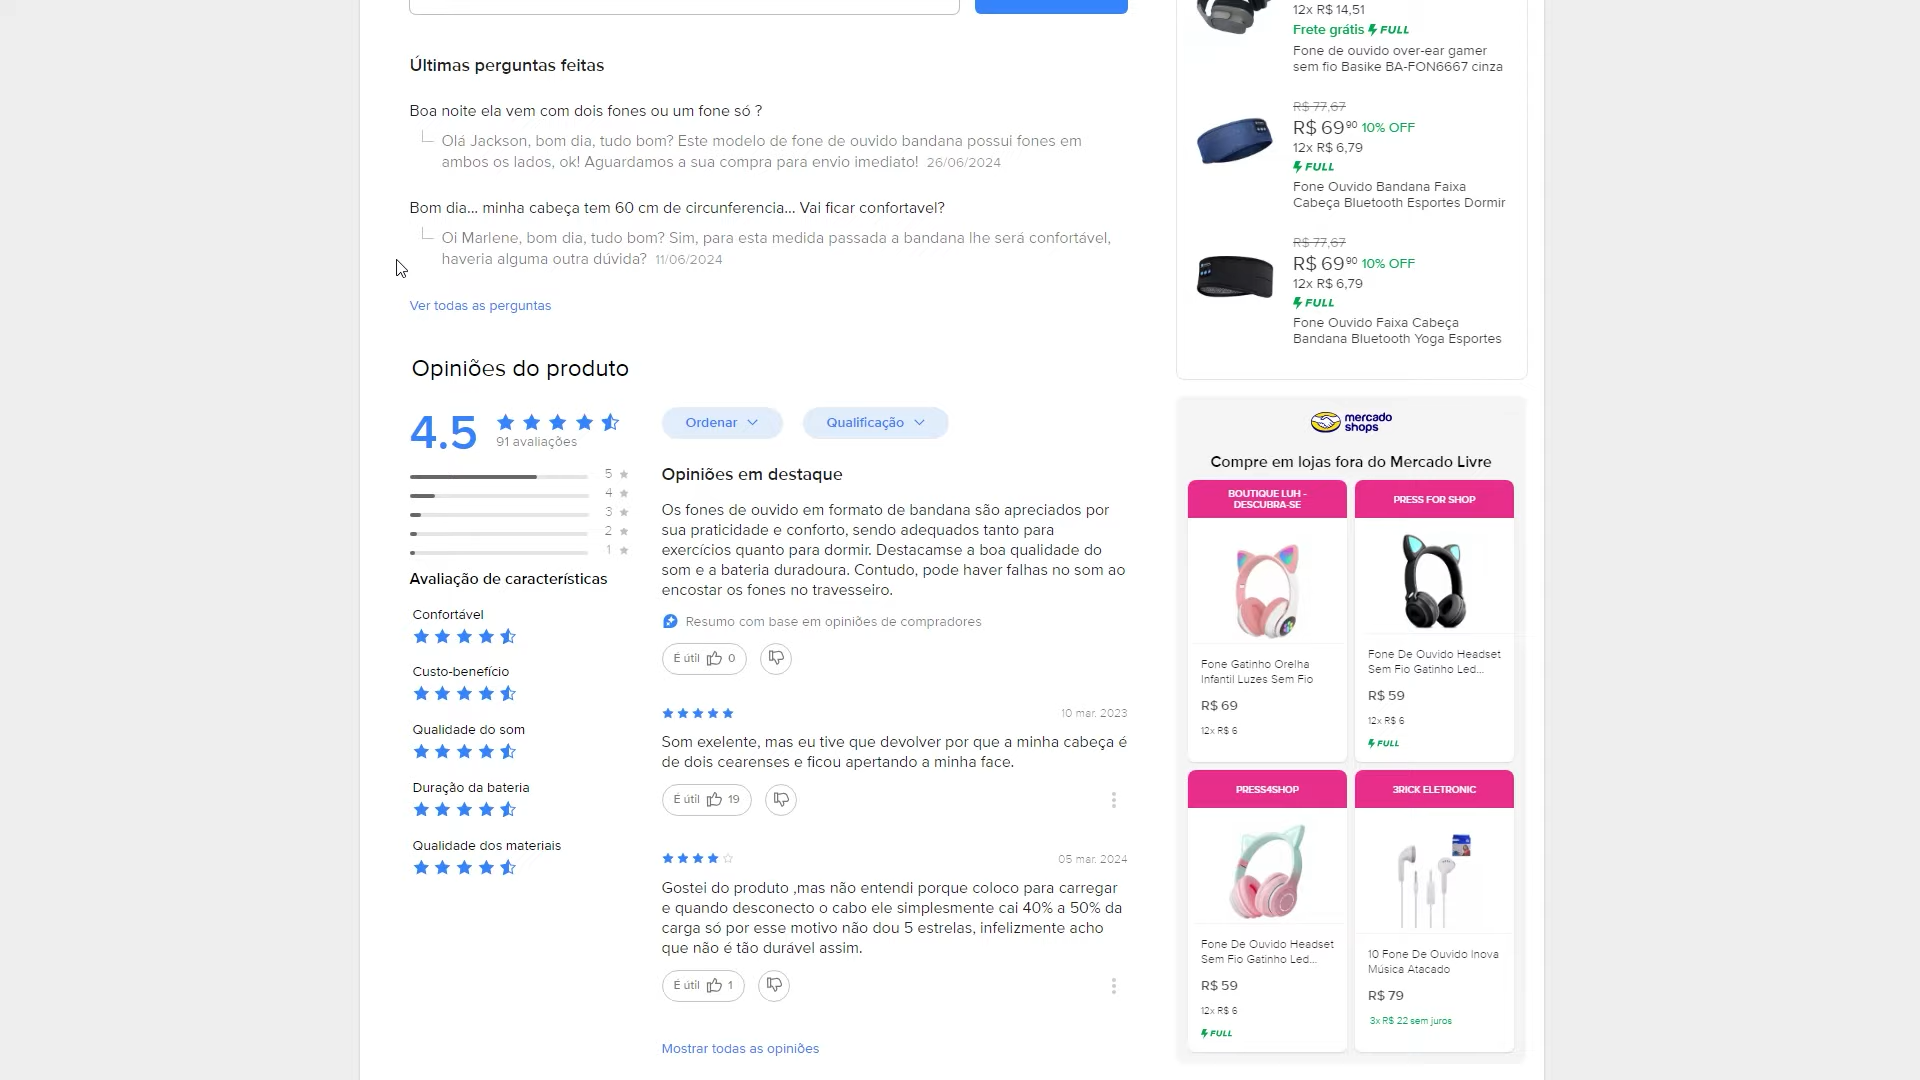 Últimas perguntas feitas
Boa noite ela vem com dois fones ou um fone só ?
Olá Jackson, bom dia, tudo bom? Este modelo de fone de ouvido bandana possui fones em
ambos os lados, ok! Aguardamos a sua compra para envio imediato! 26/06/2024
Bom dia... minha cabeça tem 60 cm de circunferencia... Vai ficar confortavel?
Oi Marlene, bom dia, tudo bom? Sim, para esta medida passada a bandana lhe será confortável,
haveria alguma outra dúvida? 11/06/2024
Ver todas as perguntas
Opiniões do produto
4.5
91 avaliações
5
4
3
2
1
Avaliação de características
Confortável
Custo-benefício
Qualidade do som
Duração da bateria
Qualidade dos materiais
Ordenar
Qualificação
Opiniões em destaque
Os fones de ouvido em formato de bandana são apreciados por
sua praticidade e conforto, sendo adequados tanto para
exercícios quanto para dormir. Destacamse a boa qualidade do
som e a bateria duradoura. Contudo, pode haver falhas no som ao
encostar os fones no travesseiro.
Resumo com base em opiniões de compradores
É útil 0
10 mar. 2023
Som exelente, mas eu tive que devolver por que a minha cabeça é
de dois cearenses e ficou apertando a minha face.
É útil 19
05 mar. 2024
Gostei do produto ,mas não entendi porque coloco para carregar
e quando desconecto o cabo ele simplesmente cai 40% a 50% da
carga só por esse motivo não dou 5 estrelas, infelizmente acho
que não é tão durável assim.
É útil 1
Mostrar todas as opiniões
12x R$ 14,51
Frete grátis FULL
Fone de ouvido over-ear gamer
sem fio Basike BA-FON6667 cinza
R$ 77,67
R$ 69,90 10% OFF
12x R$ 6,79
FULL
Fone Ouvido Bandana Faixa
Cabeça Bluetooth Esportes Dormir
R$ 77,67
R$ 69,90 10% OFF
12x R$ 6,79
FULL
Fone Ouvido Faixa Cabeça
Bandana Bluetooth Yoga Esportes
mercado
shops
Compre em lojas fora do Mercado Livre
BOUTIQUE LUH -
DESCUBRA-SE
Fone Gatinho Orelha
Infantil Luzes Sem Fio
R$ 69
12x R$ 6
PRESS FOR SHOP
Fone De Ouvido Headset
Sem Fio Gatinho Led...
R$ 59
12x R$ 6
FULL
PRESS4SHOP
Fone De Ouvido Headset
Sem Fio Gatinho Led...
R$ 59
12x R$ 6
FULL
3RICK ELETRONIC
10 Fone De Ouvido Inova
Música Atacado
R$ 79
3x R$ 22 sem juros